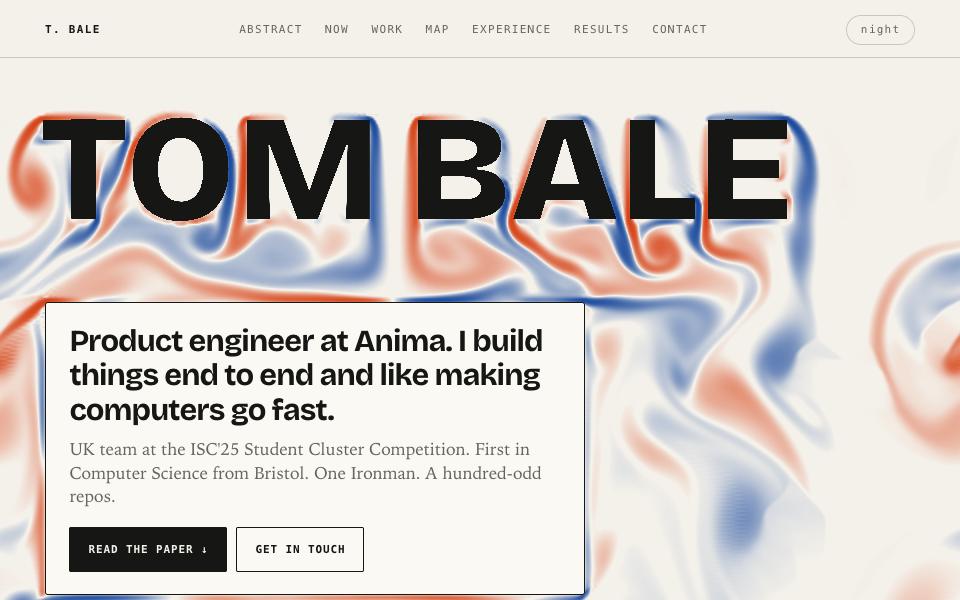 T. BALE
ABSTRACT NOW WORK MAP EXPERIENCE RESULTS CONTACT
night
TOM BALE
Product engineer at Anima. I build
things end to end and like making
computers go fast.
UK team at the ISC'25 Student Cluster Competition. First in
Computer Science from Bristol. One Ironman. A hundred-odd
repos.
READ THE PAPER ↓
GET IN TOUCH